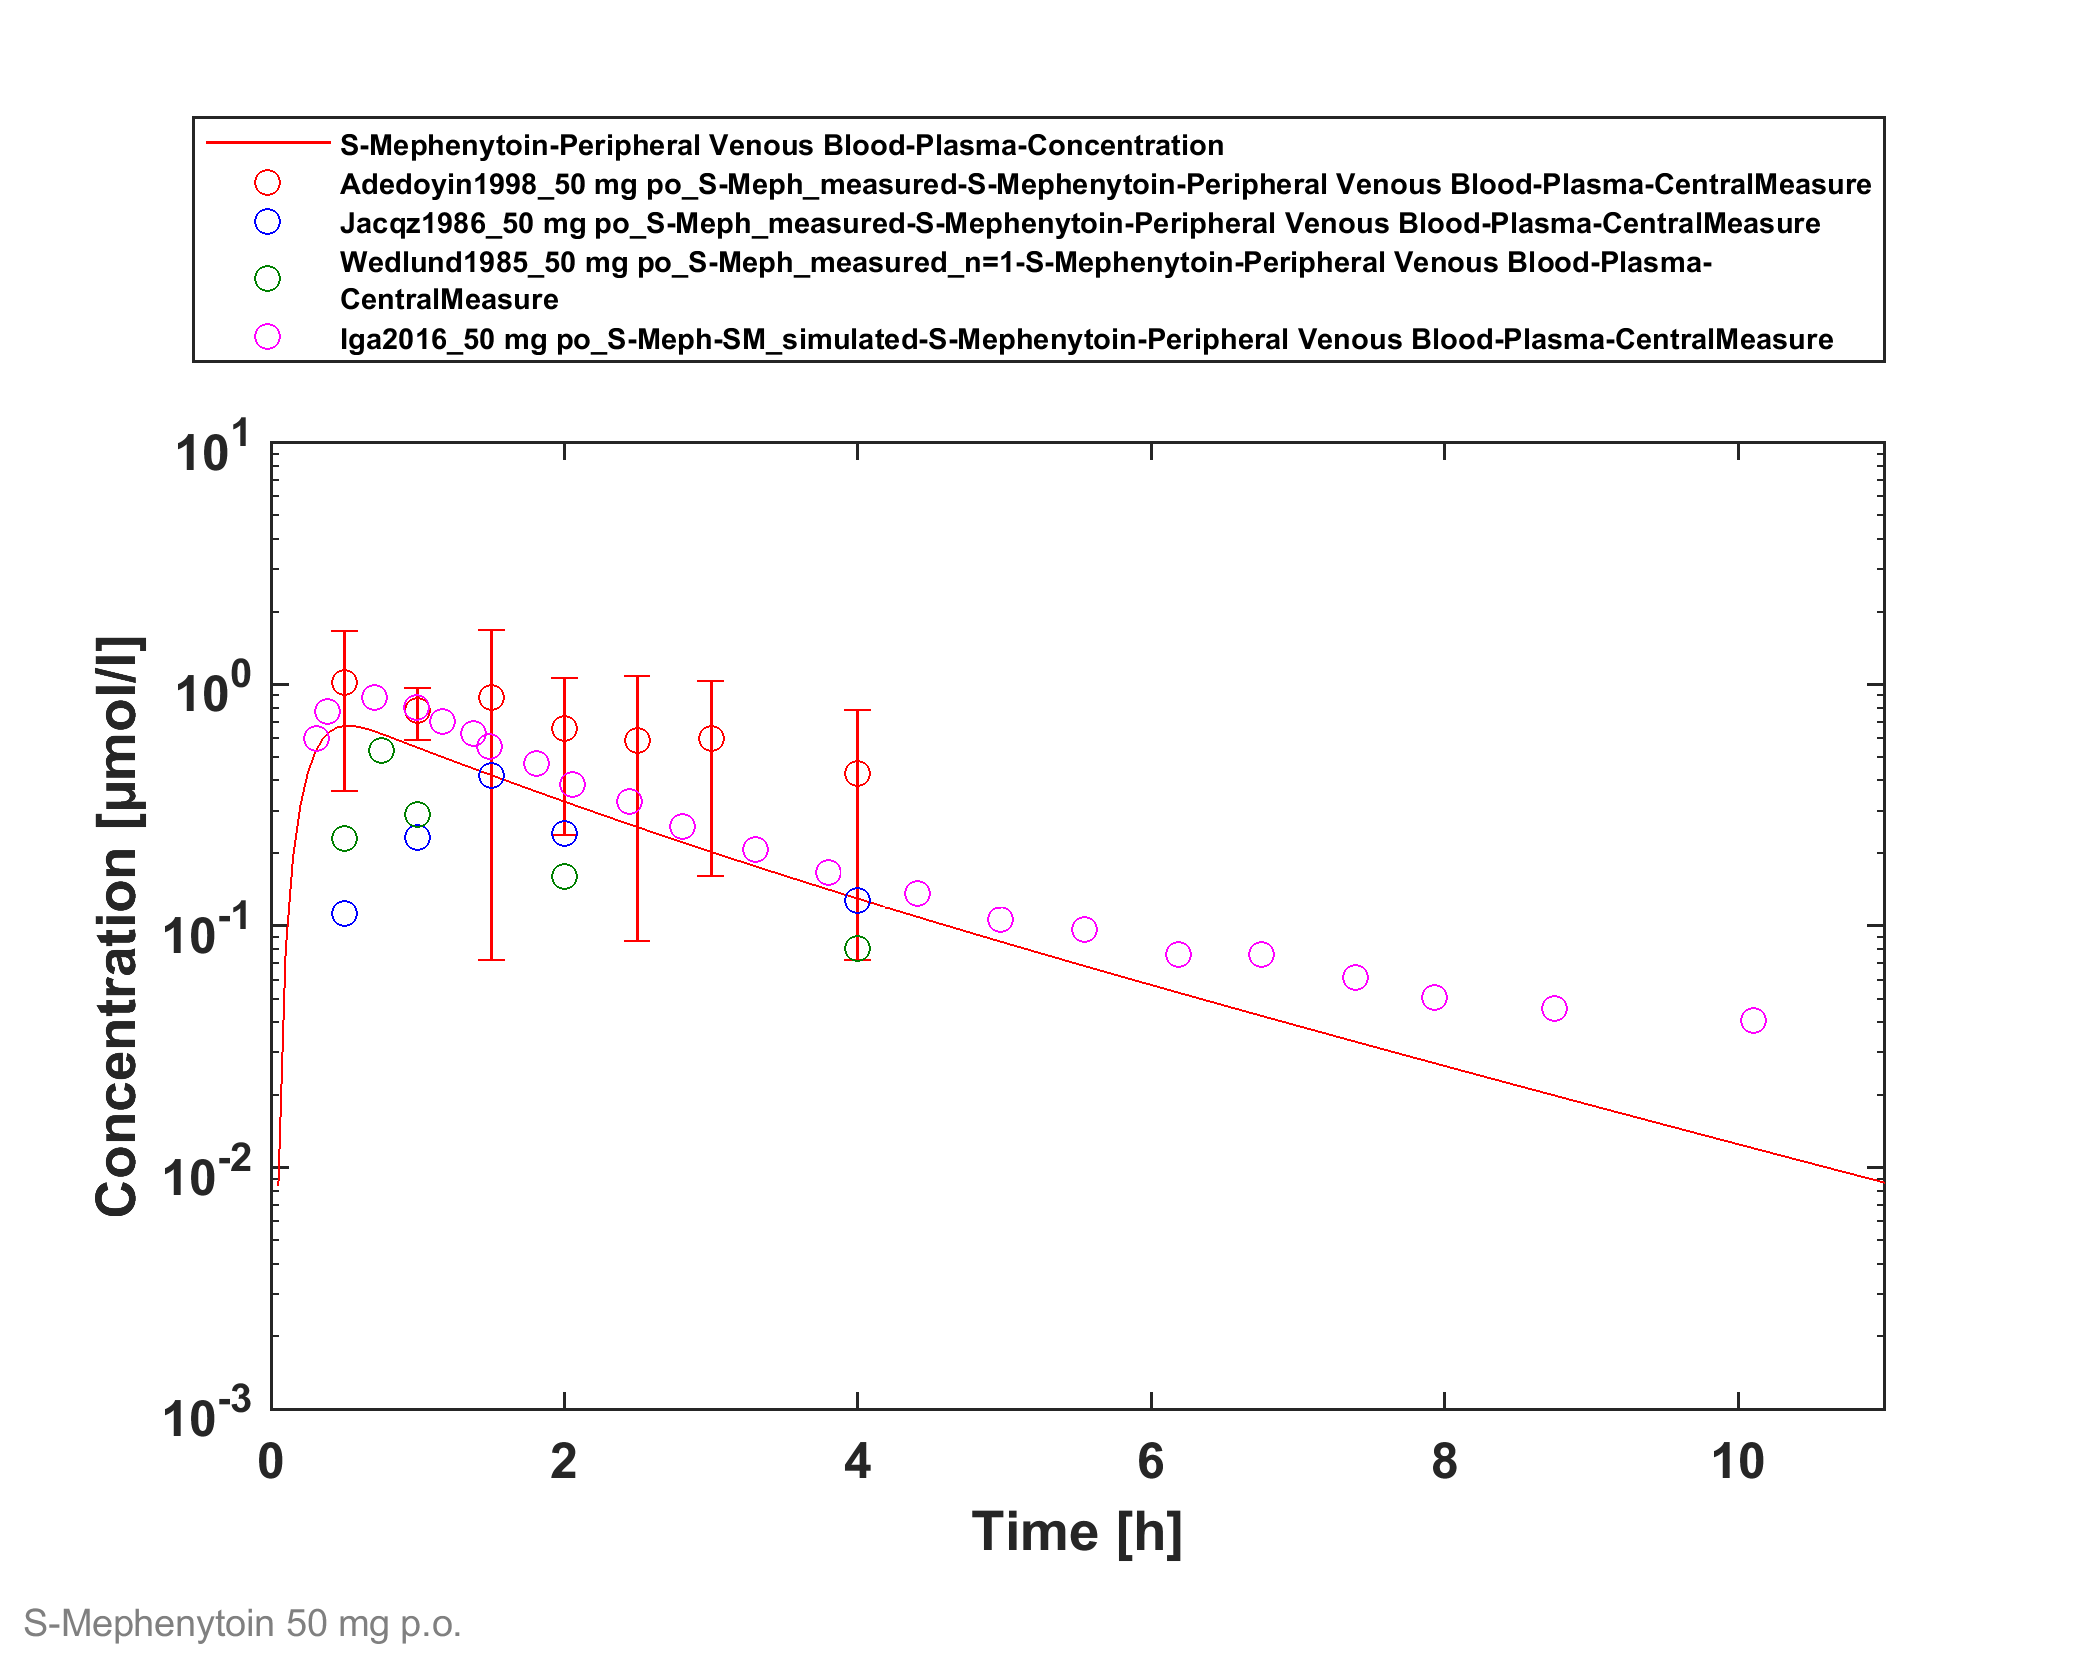 S-Mephenytoin-Peripheral Venous Blood-Plasma-Concentration
Adedoyin1998_50 mg po_S-Meph_measured-S-Mephenytoin-Peripheral Venous Blood-Plasma-CentralMeasure
Jacqz1986_50 mg po_S-Meph_measured-S-Mephenytoin-Peripheral Venous Blood-Plasma-CentralMeasure
Wedlund1985_50 mg po_S-Meph_measured_n=1-S-Mephenytoin-Peripheral Venous Blood-Plasma-
CentralMeasure
Iga2016_50 mg po_S-Meph-SM_simulated-S-Mephenytoin-Peripheral Venous Blood-Plasma-CentralMeasure
10^1
10^0
10^-1
10^-2
10^-3
Concentration [µmol/l]
0 2 4 6 8 10
Time [h]
S-Mephenytoin 50 mg p.o.